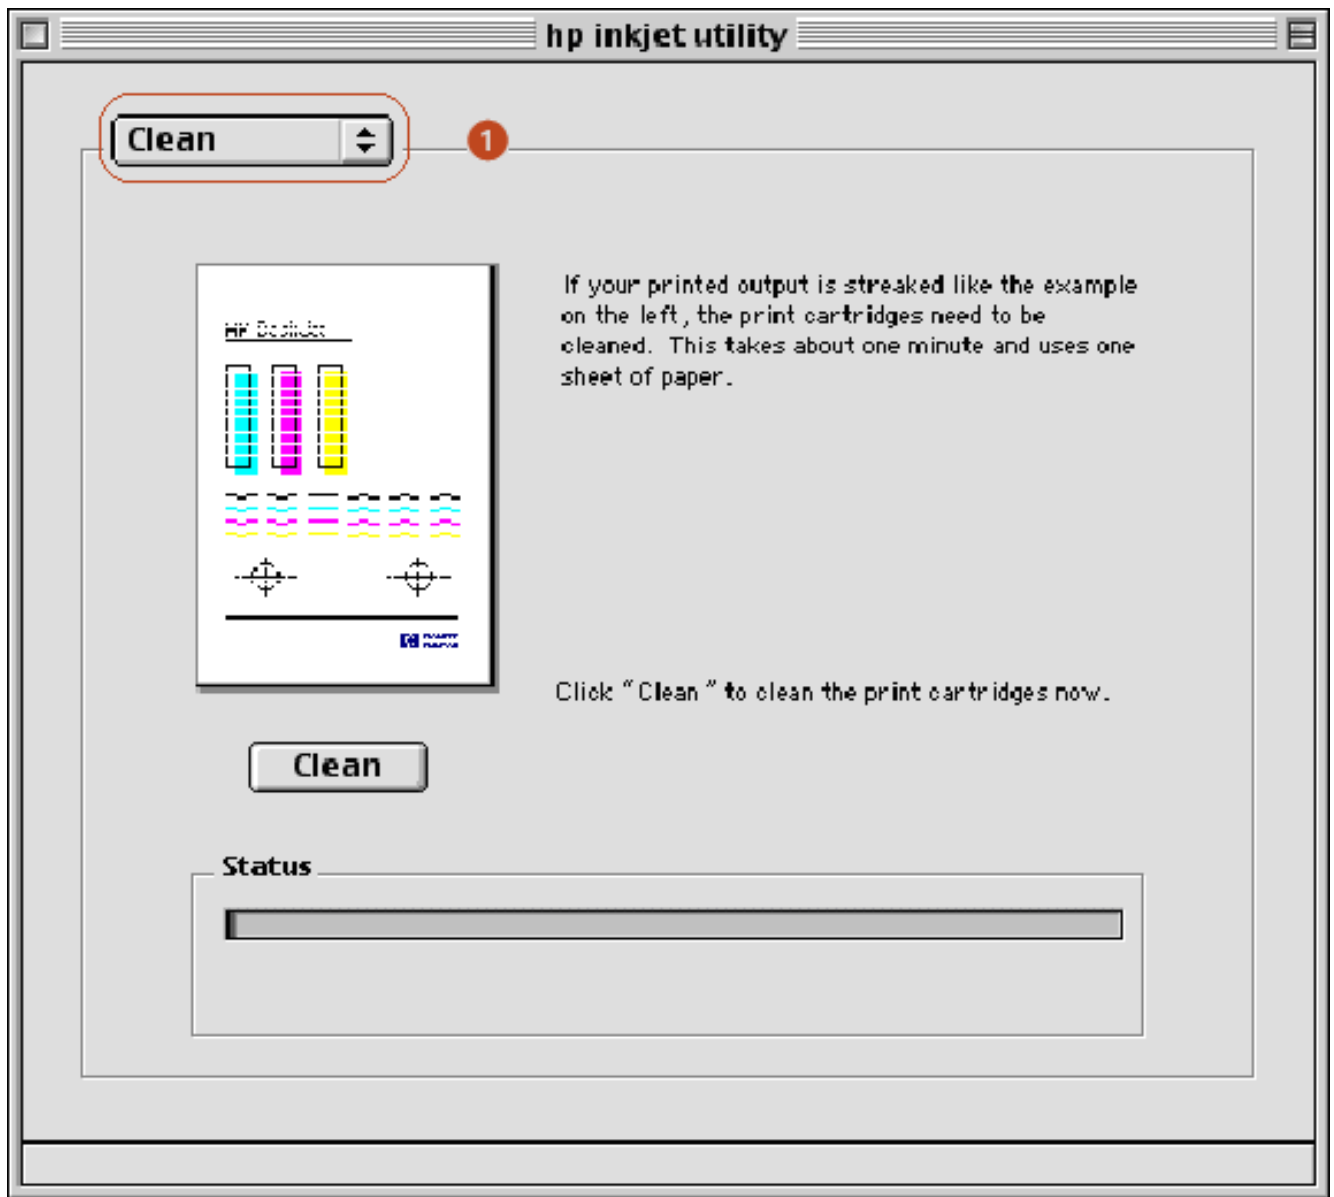 hp inkjet utility
Clean
1
If your printed output is streaked like the example
on the left, the print cartridges need to be
cleaned. This takes about one minute and uses one
sheet of paper.
HP DeskJet
Click "Clean" to clean the print cartridges now.
Clean
Status